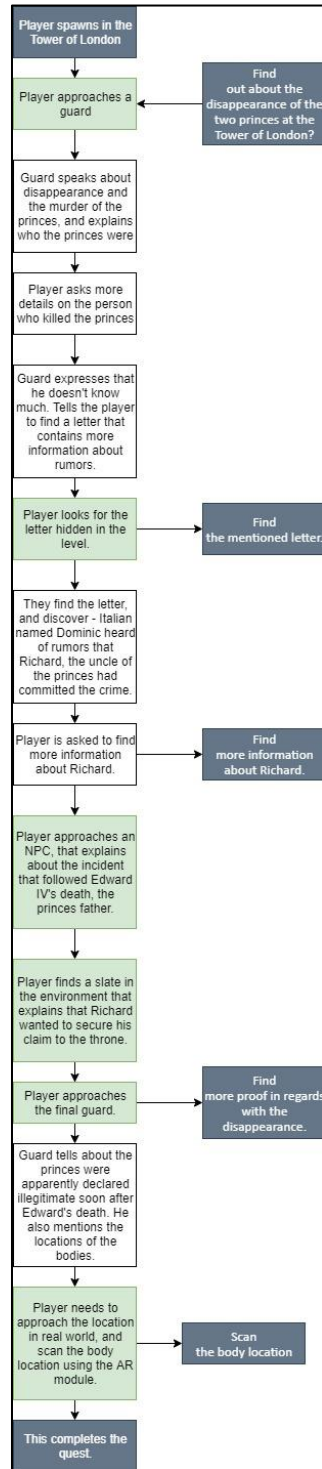 Player spawns in the
Tower of London
Player approaches a
guard
Find
out about the
disappearance of the
two princes at the
Tower of London?
Guard speaks about
disappearance and
the murder of the
princes, and explains
who the princes were
Player asks more
details on the person
who killed the princes
Guard expresses that
he doesn't know
much. Tells the player
to find a letter that
contains more
information about
rumors.
Player looks for the
letter hidden in the
level.
Find
the mentioned letter.
They find the letter,
and discover - Italian
named Dominic heard
of rumors that
Richard, the uncle of
the princes had
committed the crime.
Player is asked to find
more information
about Richard.
Find
more information
about Richard.
Player approaches an
NPC, that explains
about the incident
that followed Edward
IV's death, the
princes father.
Player finds a slate in
the environment that
explains that Richard
wanted to secure his
claim to the throne.
Player approaches
the final guard.
Find
more proof in regards
with the
disappearance.
Guard tells about the
princes were
apparently declared
illegitimate soon after
Edward's death. He
also mentions the
locations of the
bodies.
Player needs to
approach the location
in real world, and
scan the body
location using the AR
module.
Scan
the body location
This completes the
quest.